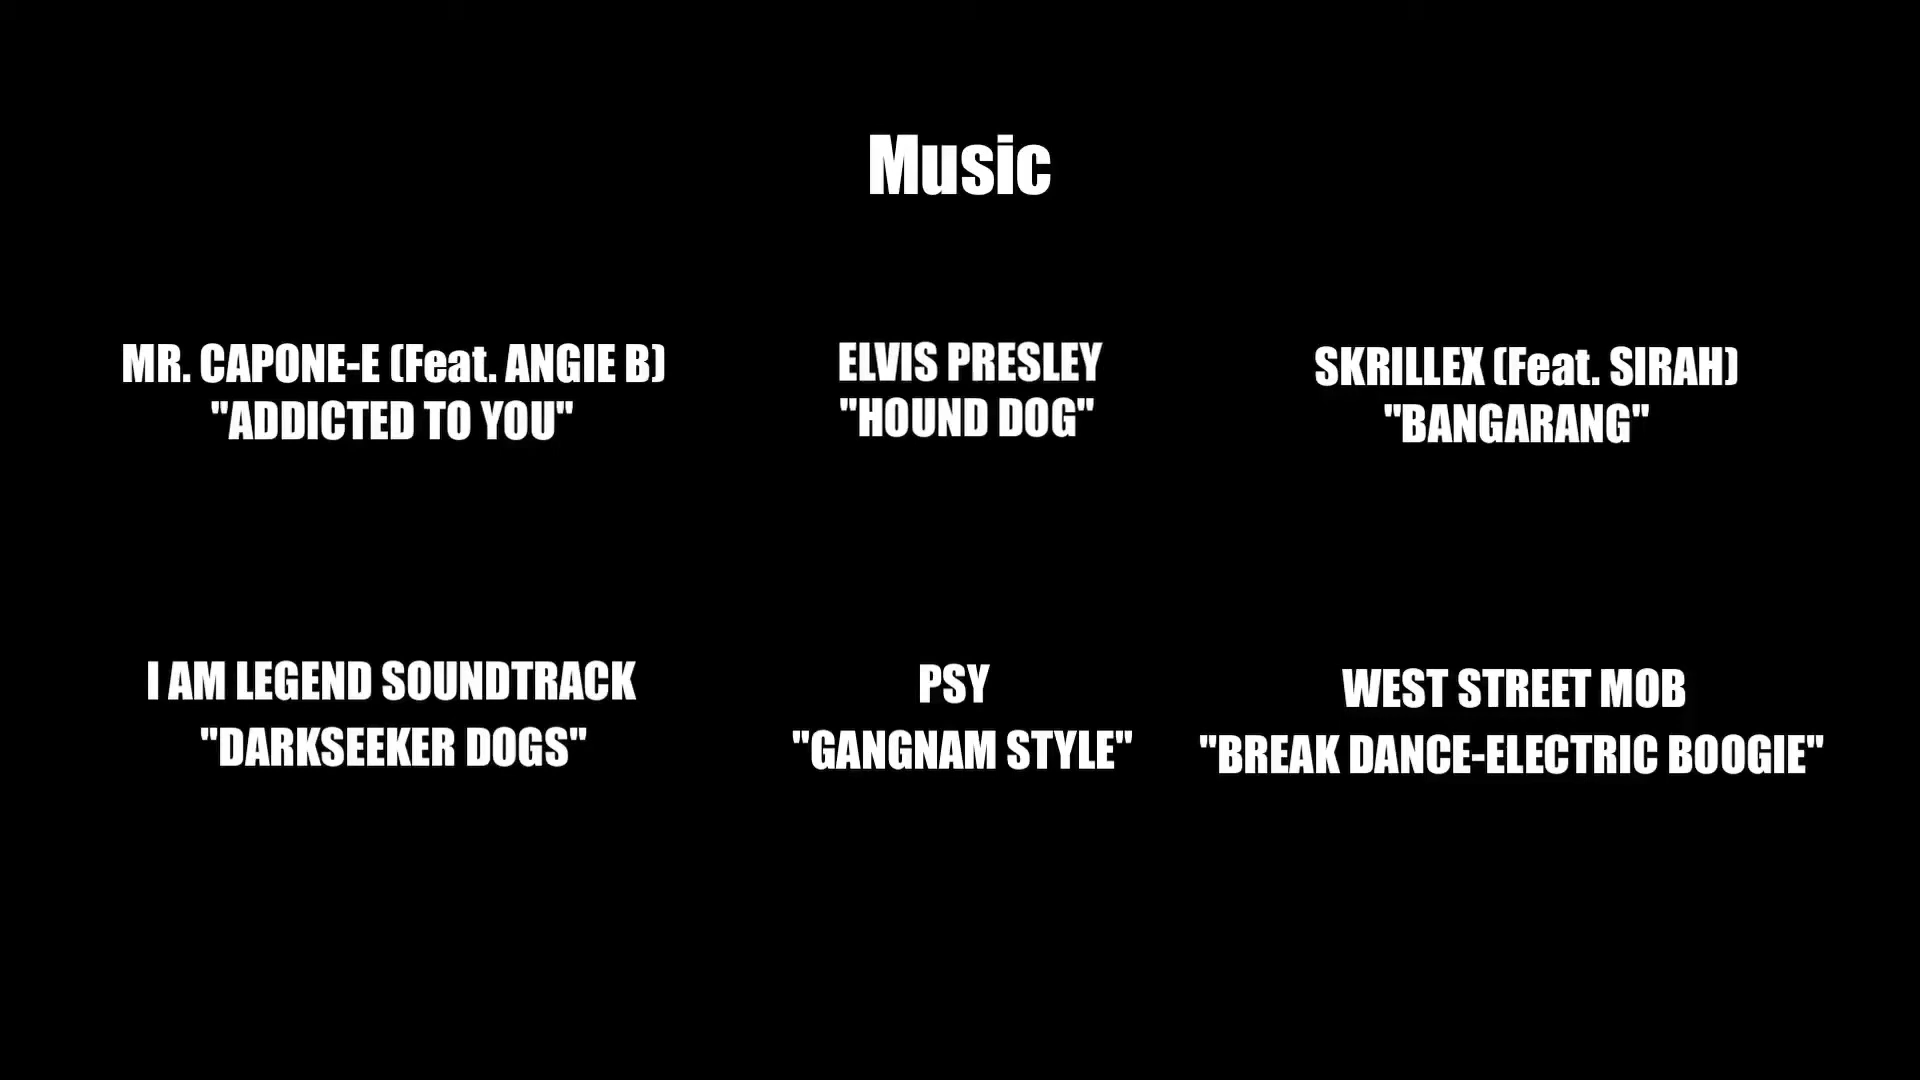 Music
MR. CAPONE-E (Feat. ANGIE B)
"ADDICTED TO YOU"
ELVIS PRESLEY
"HOUND DOG"
SKRILLEX (Feat. SIRAH)
"BANGARANG"
I AM LEGEND SOUNDTRACK
"DARKSEEKER DOGS"
PSY
"GANGNAM STYLE"
WEST STREET MOB
"BREAK DANCE-ELECTRIC BOOGIE"